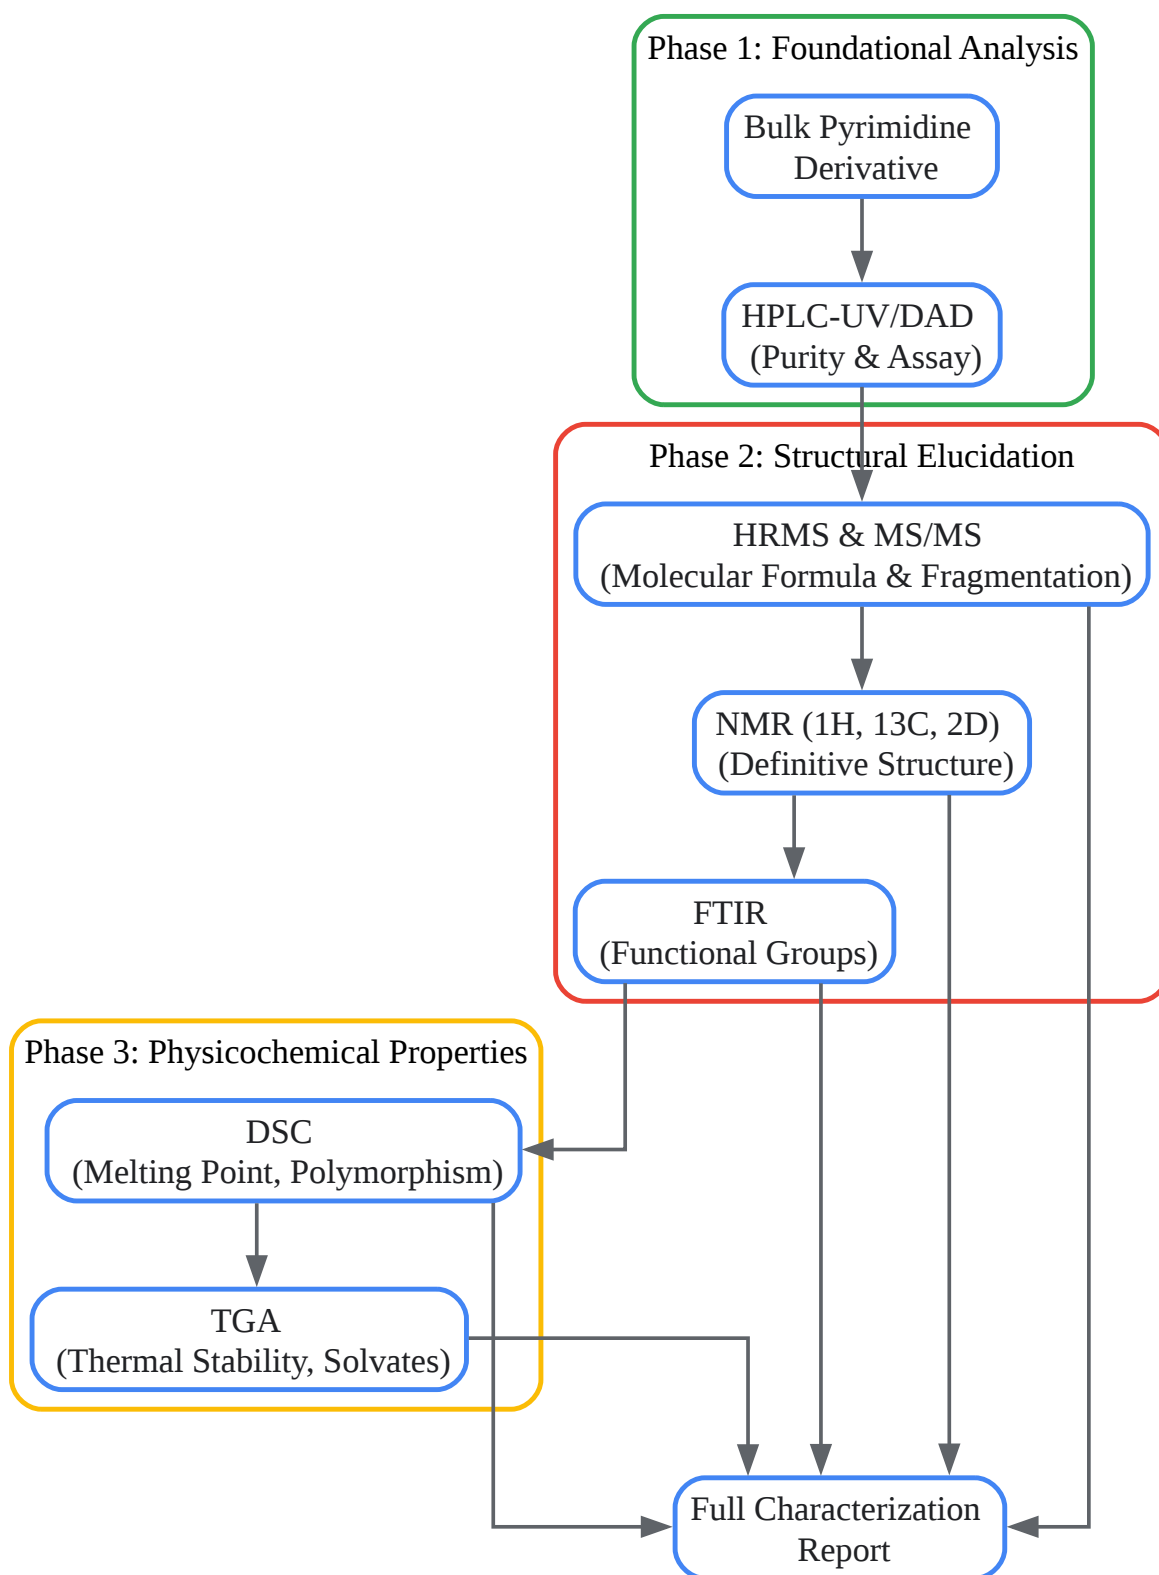 Phase 1: Foundational Analysis
Bulk Pyrimidine
Derivative
HPLC-UV/DAD
(Purity & Assay)
Phase 2: Structural Elucidation
HRMS & MS/MS
(Molecular Formula & Fragmentation)
NMR (1H, 13C, 2D)
(Definitive Structure)
FTIR
(Functional Groups)
Phase 3: Physicochemical Properties
DSC
(Melting Point, Polymorphism)
TGA
(Thermal Stability, Solvates)
Full Characterization
Report